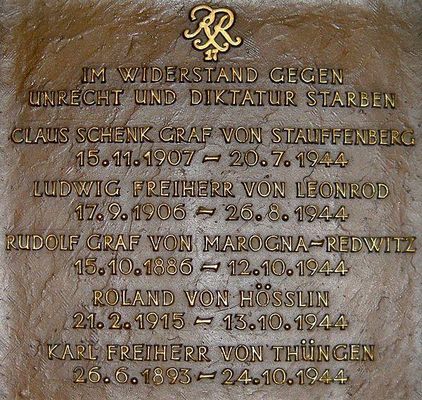 RR
17
IM WIDERSTAND GEGEN
UNRECHT UND DIKTATUR STARBEN
CLAUS SCHENK GRAF VON STAUFFENBERG
15.11.1907 – 20.7.1944
LUDWIG FREIHERR VON LEONROD
17.9.1906 – 26.8.1944
RUDOLF GRAF VON MAROGNA–REDWITZ
15.10.1886 – 12.10.1944
ROLAND VON HÖSSLIN
21.2.1915 – 13.10.1944
KARL FREIHERR VON THÜNGEN
26.6.1893 – 24.10.1944